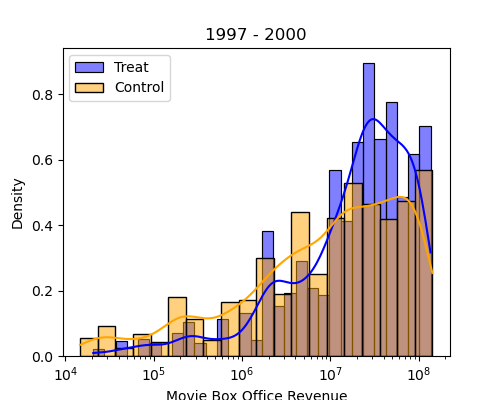 1997 - 2000
Treat
Control
Density
0.8
0.6
0.4
0.2
0.0
10⁴ 10⁵ 10⁶ 10⁷ 10⁸
Movie Box Office Revenue